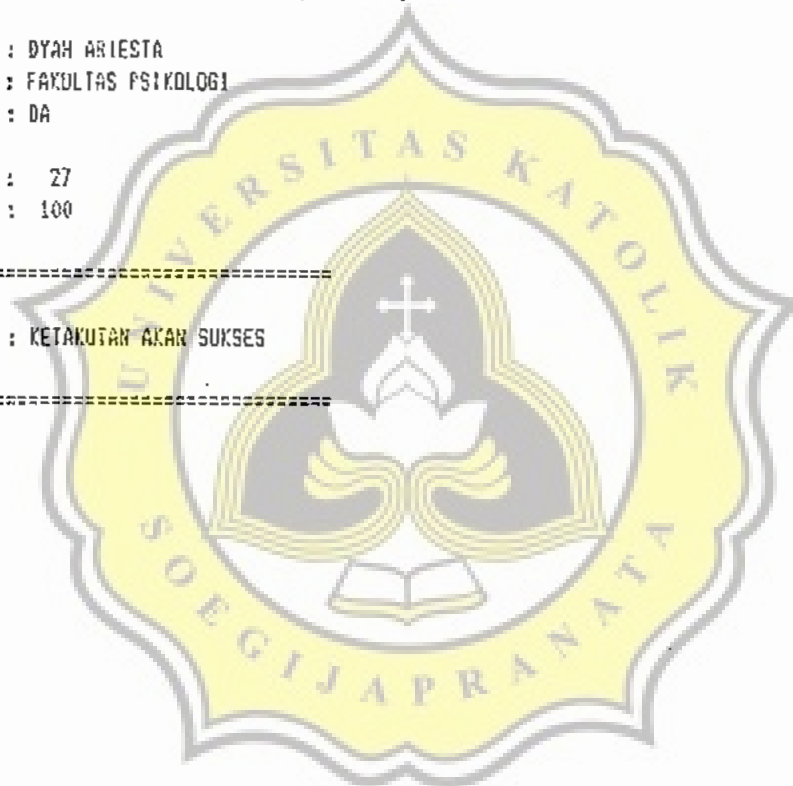 : DYAH ARIESTA
: FAKULTAS PSIKOLOGI
: DA
: 27
: 100
==============================
: KETAKUTAN AKAN SUKSES
==============================
UNIVERSITAS KATOLIK
SOEGIJAPRANATA